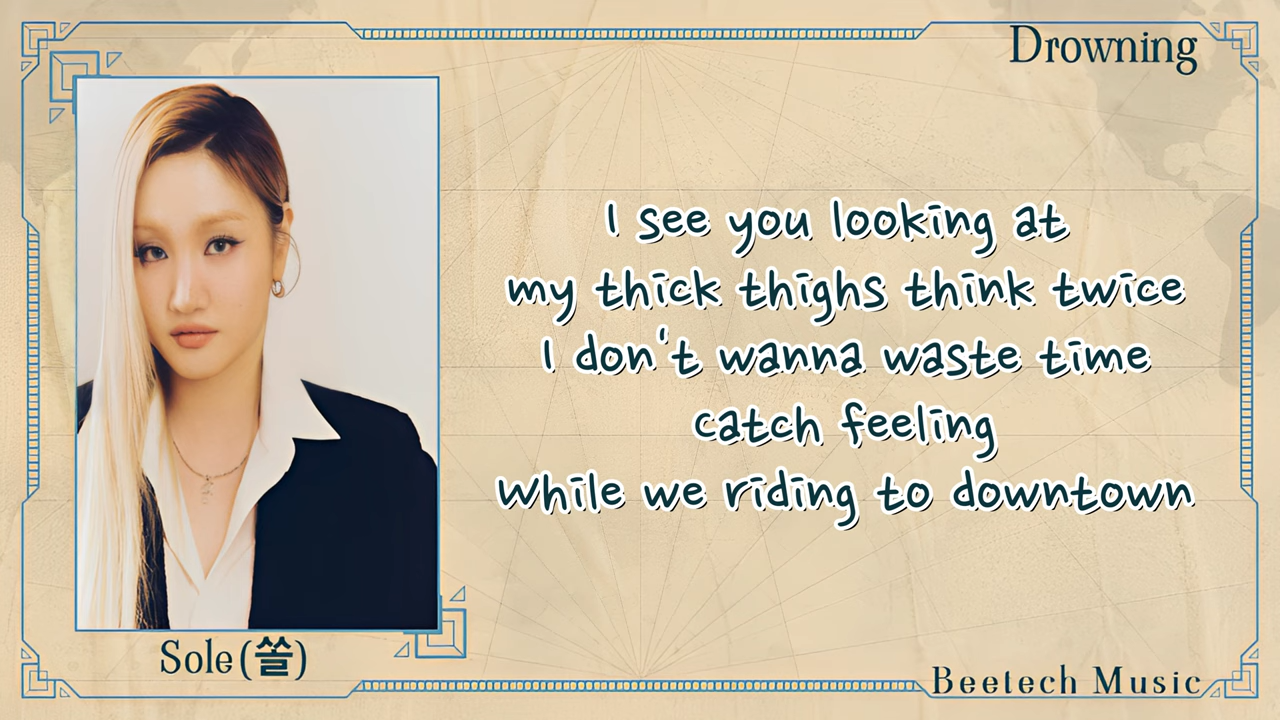 Drowning
I see you looking at
my thick thighs think twice
I don't wanna waste time
catch feeling
While we riding to downtown
Sole(쏠)
Beetech Music